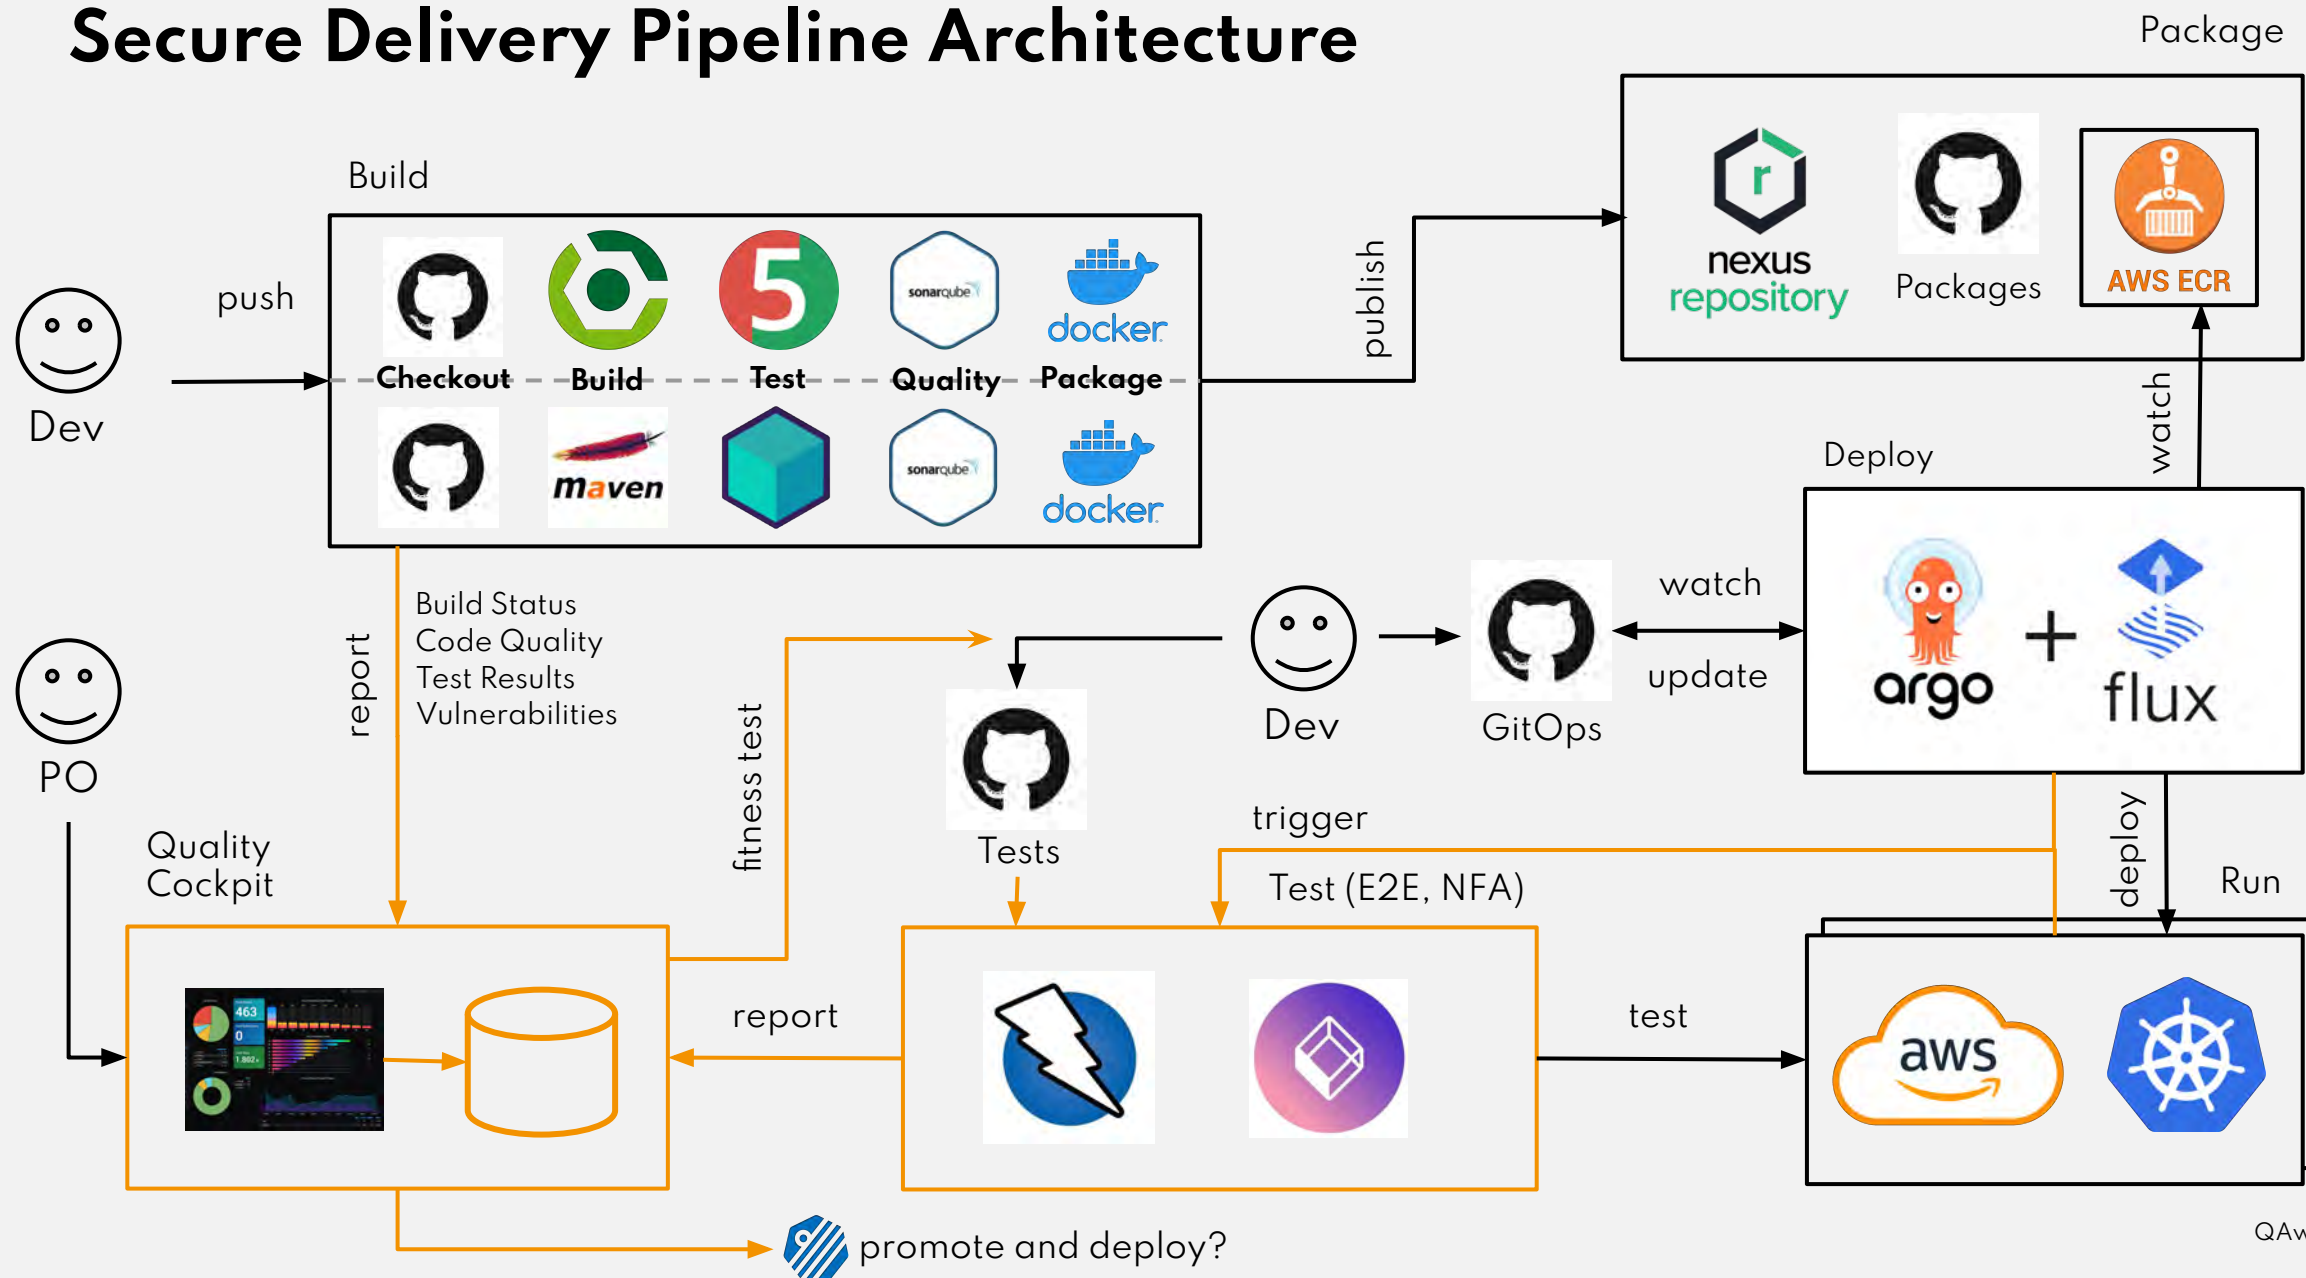 Secure Delivery Pipeline Architecture
Package
Build
push
Dev
sonarqube
docker
Checkout
Build
Test
Quality
Package
maven
sonarqube
docker
publish
nexus
repository
Packages
AWS ECR
watch
Deploy
argo
+
flux
watch
update
GitOps
Dev
Tests
report
Build Status
Code Quality
Test Results
Vulnerabilities
PO
Quality
Cockpit
fitness test
trigger
Test (E2E, NFA)
deploy
Run
463
0
report
test
aws
promote and deploy?
QAw